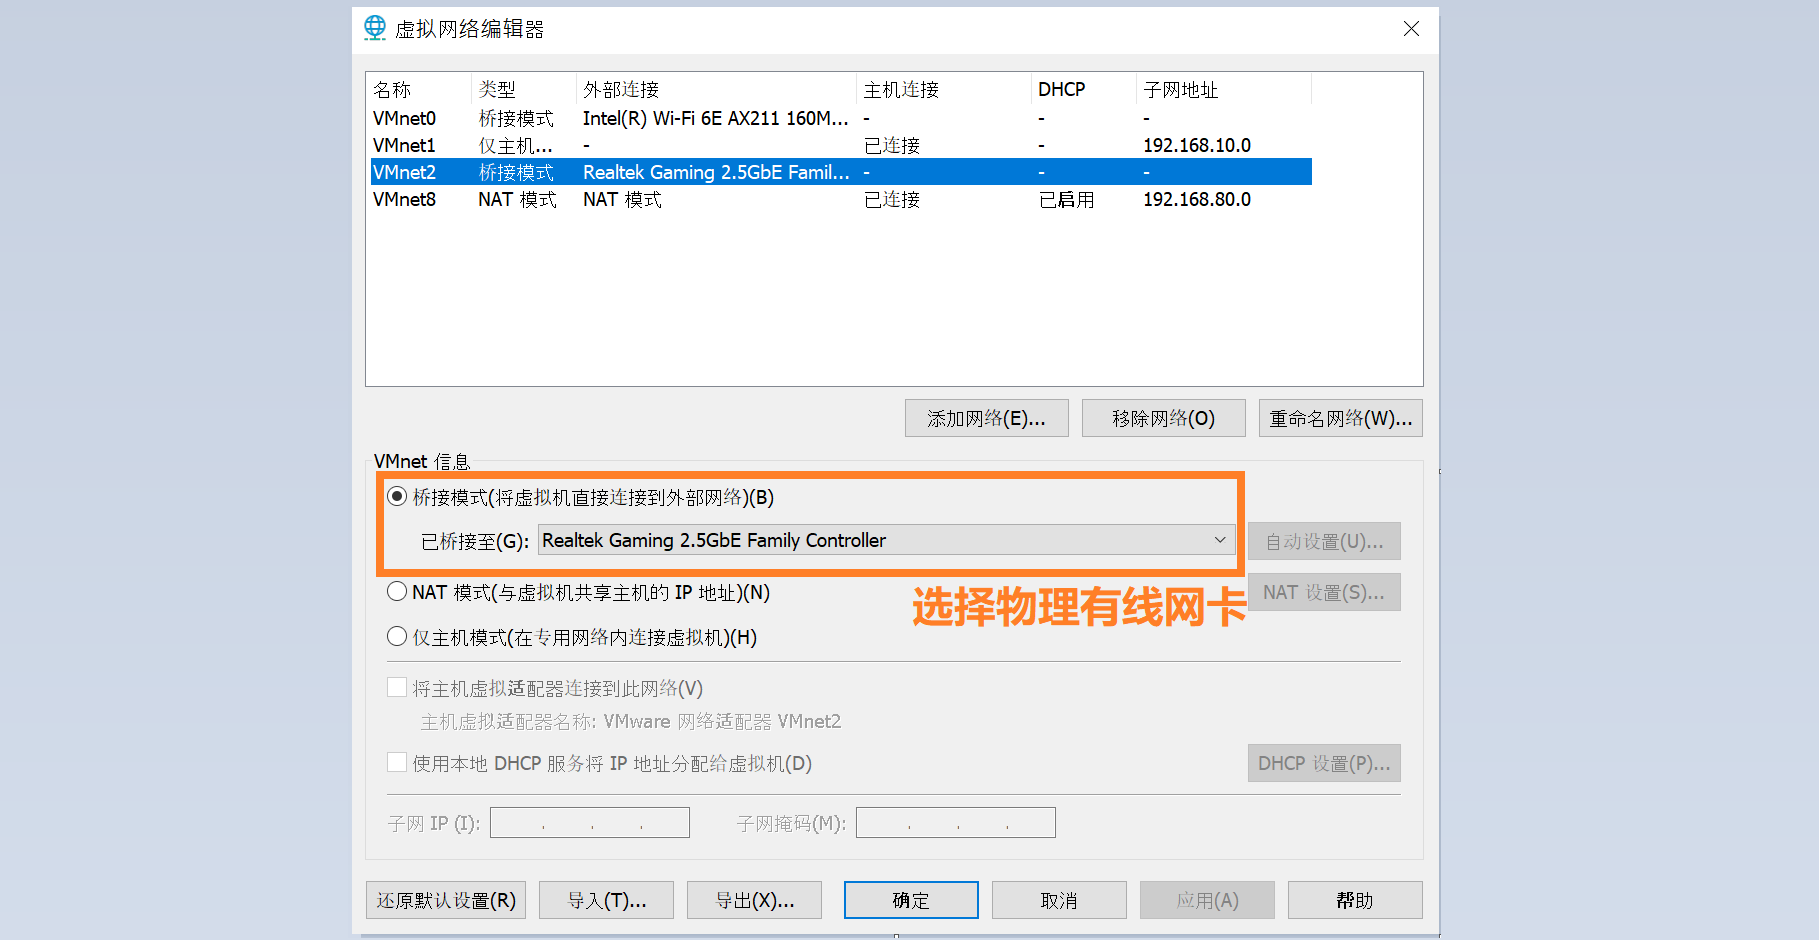 虚拟网络编辑器
名称 类型 外部连接 主机连接 DHCP 子网地址
VMnet0 桥接模式 Intel(R) Wi-Fi 6E AX211 160M... - - -
VMnet1 仅主机... - 已连接 - 192.168.10.0
VMnet2 桥接模式 Realtek Gaming 2.5GbE Famil... - - -
VMnet8 NAT 模式 NAT 模式 已连接 已启用 192.168.80.0
添加网络(E)... 移除网络(O) 重命名网络(W)...
VMnet 信息
桥接模式(将虚拟机直接连接到外部网络)(B)
已桥接至(G): Realtek Gaming 2.5GbE Family Controller 自动设置(U)...
NAT 模式(与虚拟机共享主机的 IP 地址)(N) NAT 设置(S)...
选择物理有线网卡
仅主机模式(在专用网络内连接虚拟机)(H)
将主机虚拟适配器连接到此网络(V)
主机虚拟适配器名称: VMware 网络适配器 VMnet2
使用本地 DHCP 服务将 IP 地址分配给虚拟机(D) DHCP 设置(P)...
子网 IP (I): . . . 子网掩码(M): . . .
还原默认设置(R) 导入(T)... 导出(X)... 确定 取消 应用(A) 帮助